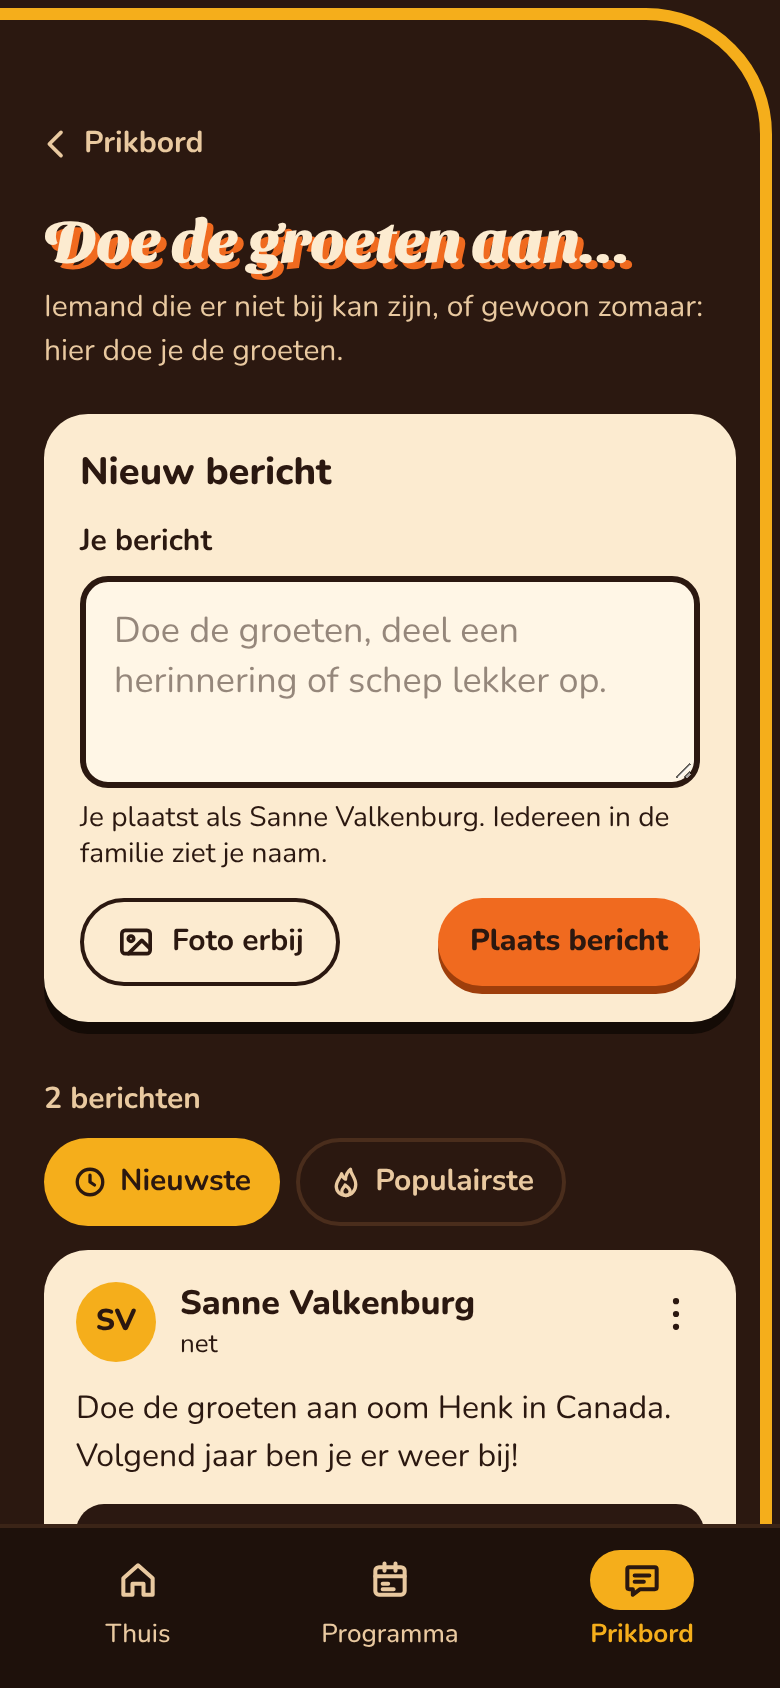 Prikbord
Doe de groeten aan...
Iemand die er niet bij kan zijn, of gewoon zomaar:
hier doe je de groeten.
Nieuw bericht
Je bericht
Doe de groeten, deel een
herinnering of schep lekker op.
Je plaatst als Sanne Valkenburg. Iedereen in de
familie ziet je naam.
Foto erbij
Plaats bericht
2 berichten
Nieuwste
Populairste
SV
Sanne Valkenburg
net
Doe de groeten aan oom Henk in Canada.
Volgend jaar ben je er weer bij!
Thuis
Programma
Prikbord